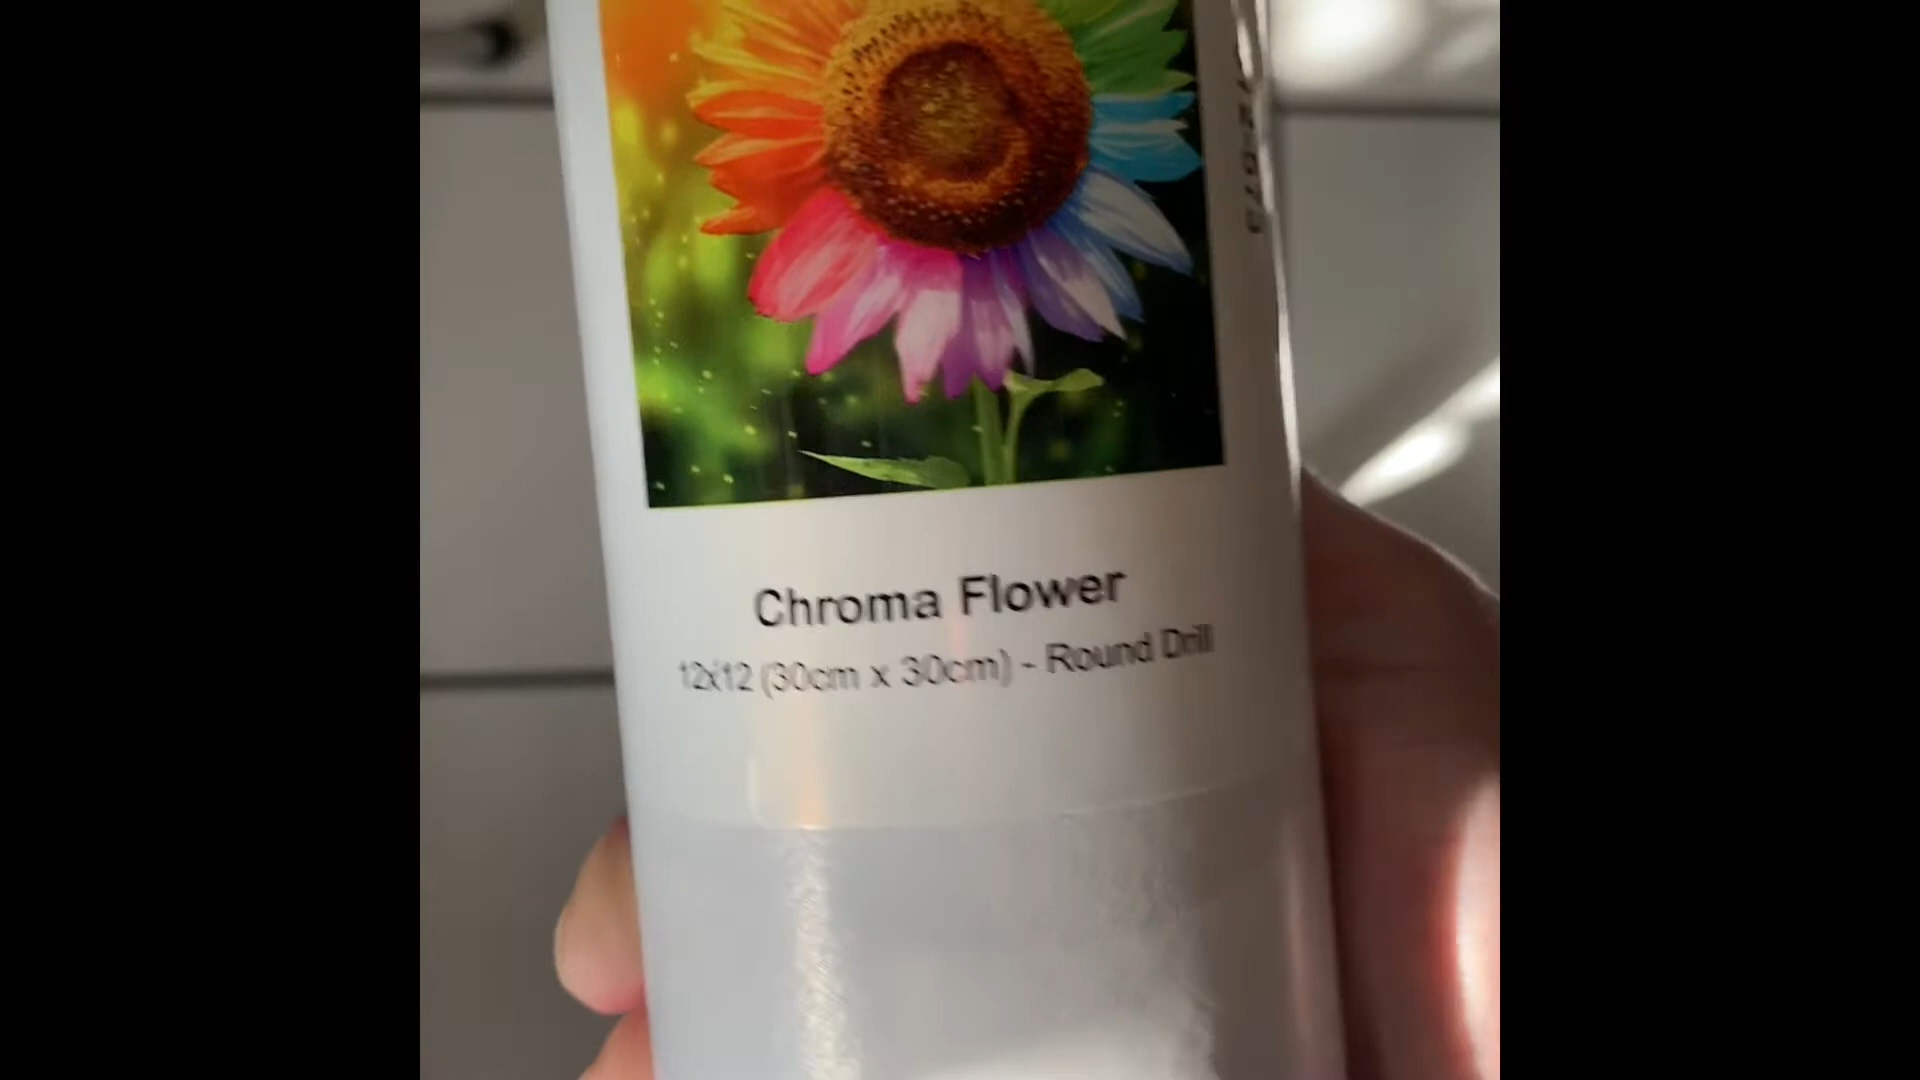 Chroma Flower
12x12 (30cm x 30cm) - Round Drill